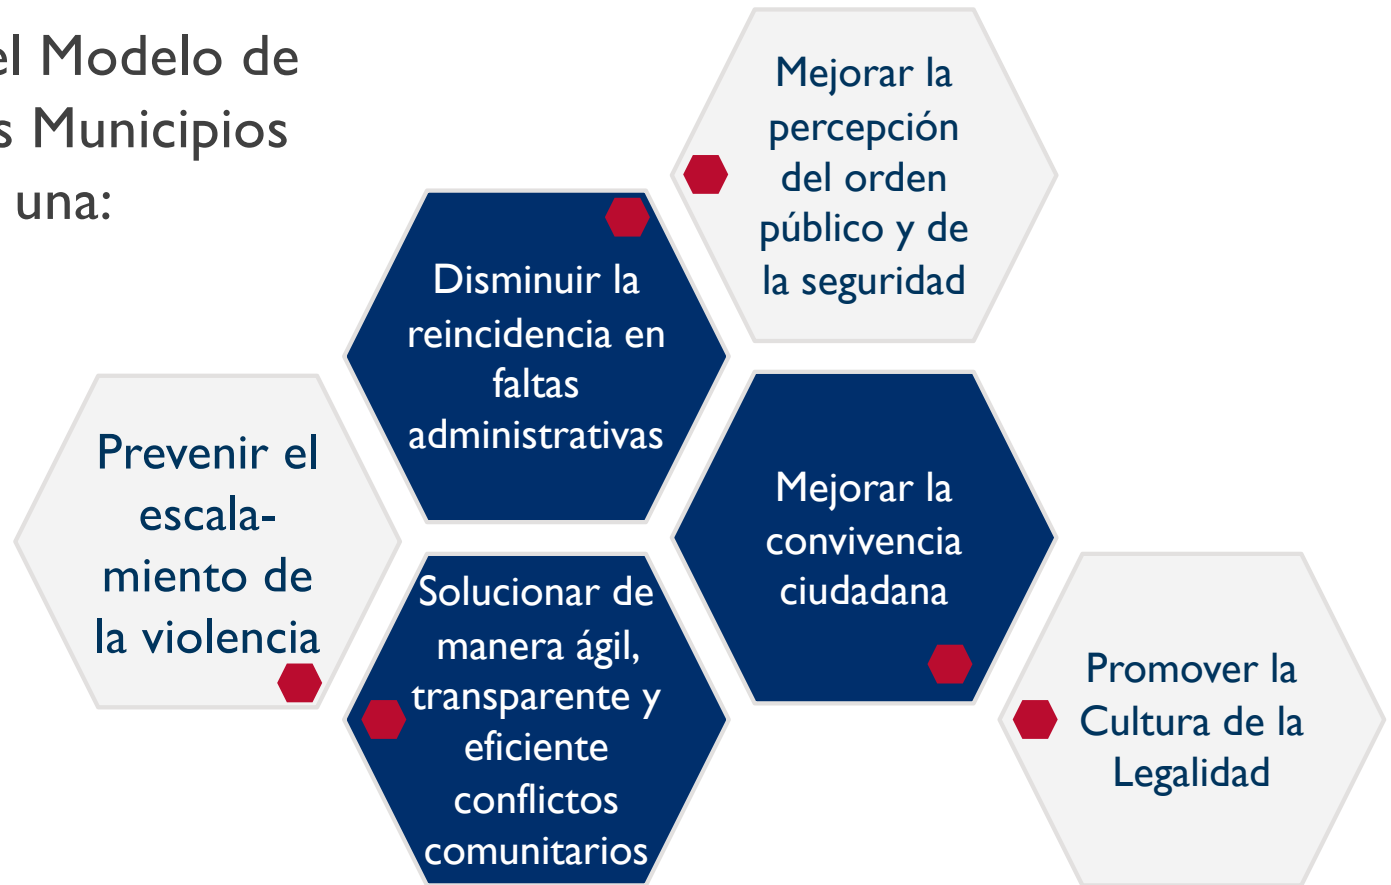 el Modelo de
s Municipios
una:
Mejorar la
percepción
del orden
público y de
la seguridad
Disminuir la
reincidencia en
faltas
administrativas
Prevenir el
escala-
miento de
la violencia
Mejorar la
convivencia
ciudadana
Solucionar de
manera ágil,
transparente y
eficiente
conflictos
comunitarios
Promover la
Cultura de la
Legalidad